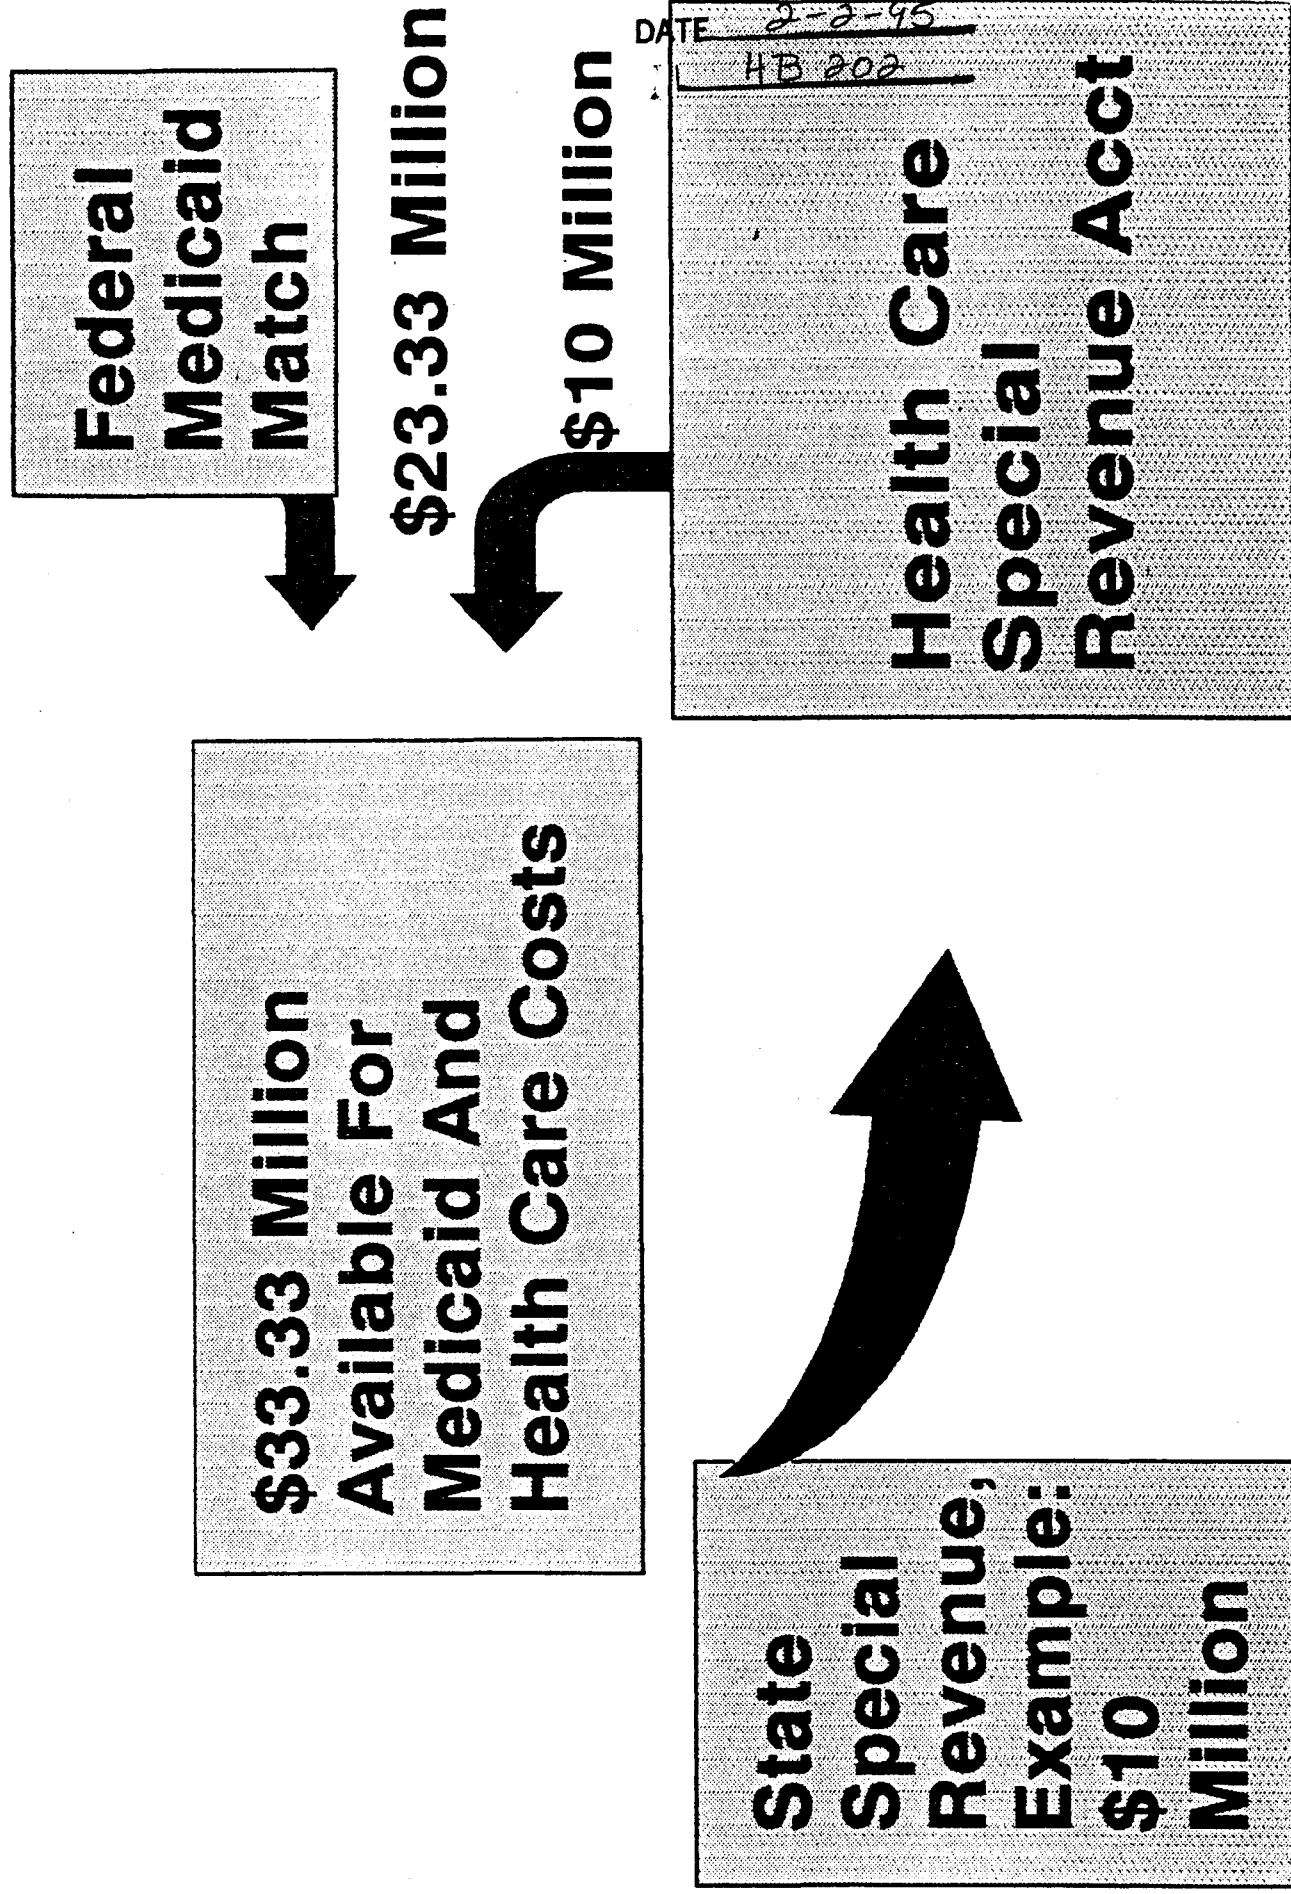 DATE 2-2-95
HB 202
Federal
Medicaid
Match
$23.33 Million
$10 Million
$33.33 Million
Available For
Medicaid And
Health Care Costs
Health Care
Special
Revenue Acct
State
Special
Revenue,
Example:
$10
Million